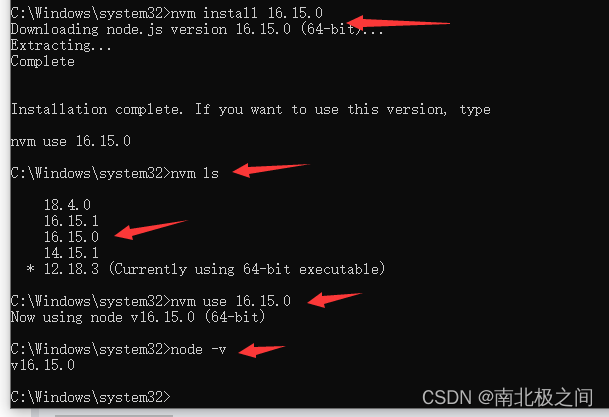 C:\Windows\system32>nvm install 16.15.0
Downloading node.js version 16.15.0 (64-bit)...
Extracting...
Complete
Installation complete. If you want to use this version, type
nvm use 16.15.0
C:\Windows\system32>nvm ls
18.4.0
16.15.1
16.15.0
14.15.1
* 12.18.3 (Currently using 64-bit executable)
C:\Windows\system32>nvm use 16.15.0
Now using node v16.15.0 (64-bit)
C:\Windows\system32>node -v
v16.15.0
C:\Windows\system32>
CSDN @南北极之间